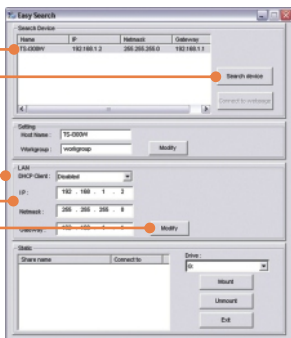 Easy Search
Search Device
Name IP Netmask Gateway
TS-I300W 192.168.1.2 255.255.255.0 192.168.1.1
Search device
Connect to webpage
Setting
Host Name : TS-I300W
Workgroup : workgroup
Modify
LAN
DHCP Client : Disabled
I.P. : 192 . 168 . 1 . 2
Netmask : 255 . 255 . 255 . 0
Gateway :
Modify
Static
Share name Connect to
Drive :
Mount
Unmount
Exit